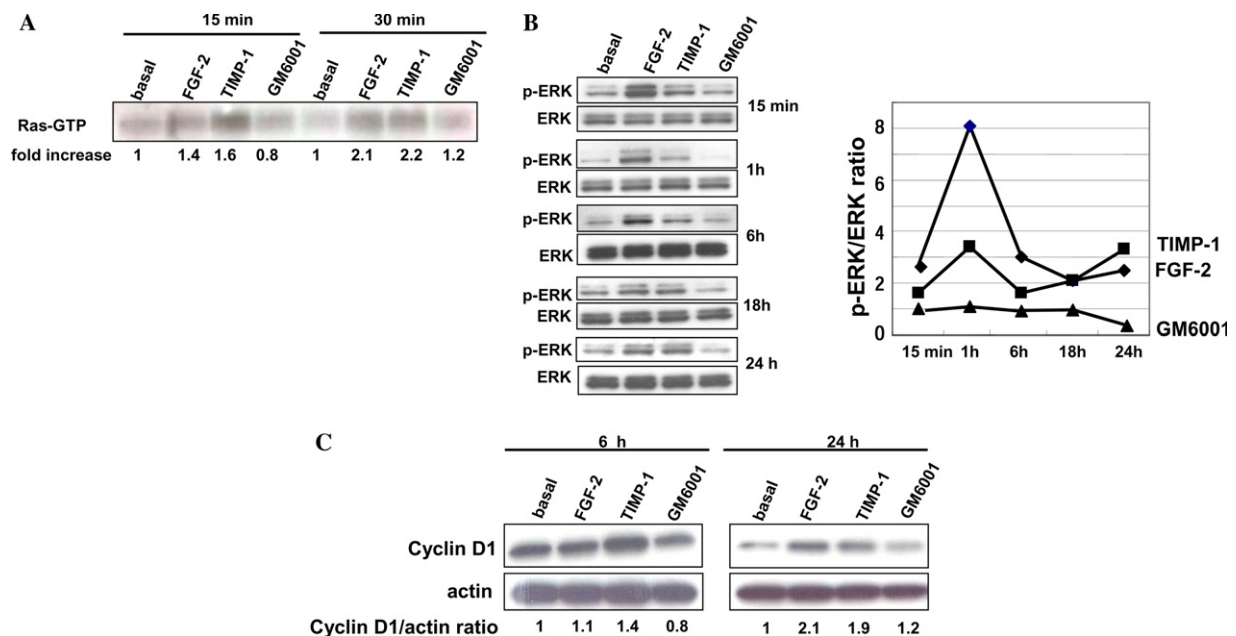 A
15 min 30 min
basal FGF-2 TIMP-1 GM6001 basal FGF-2 TIMP-1 GM6001
Ras-GTP
fold increase 1 1.4 1.6 0.8 1 2.1 2.2 1.2
B
basal FGF-2 TIMP-1 GM6001
p-ERK
ERK
15 min
p-ERK
ERK
1h
p-ERK
ERK
6h
p-ERK
ERK
18h
p-ERK
ERK
24 h
p-ERK/ERK ratio
8
6
4
2
0
15 min 1h 6h 18h 24h
TIMP-1
FGF-2
GM6001
C
6 h 24 h
basal FGF-2 TIMP-1 GM6001 basal FGF-2 TIMP-1 GM6001
Cyclin D1
actin
Cyclin D1/actin ratio 1 1.1 1.4 0.8 1 2.1 1.9 1.2